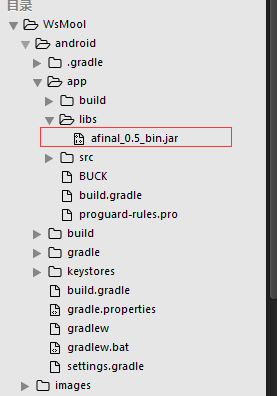 目录
WsMool
android
.gradle
app
build
libs
afinal_0.5_bin.jar
src
BUCK
build.gradle
proguard-rules.pro
build
gradle
keystores
build.gradle
gradle.properties
gradlew
gradlew.bat
settings.gradle
images